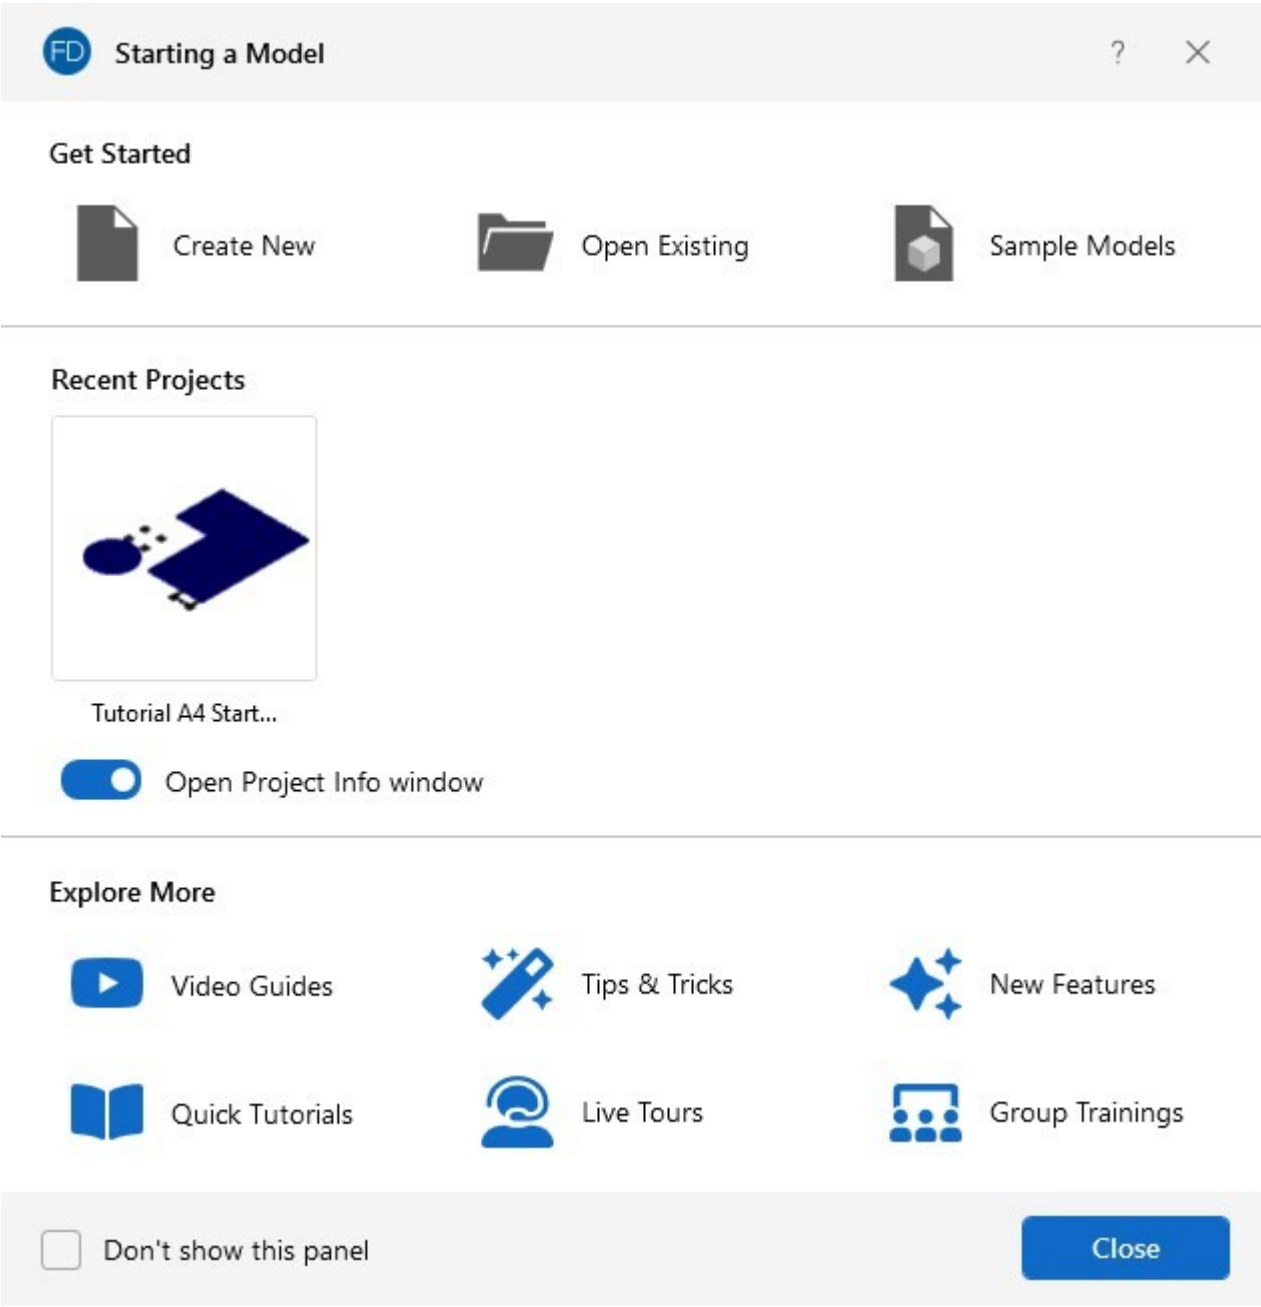 FD Starting a Model ?
Get Started
Create New Open Existing Sample Models
Recent Projects
Tutorial A4 Start...
Open Project Info window
Explore More
Video Guides Tips & Tricks New Features
Quick Tutorials Live Tours Group Trainings
Don't show this panel Close